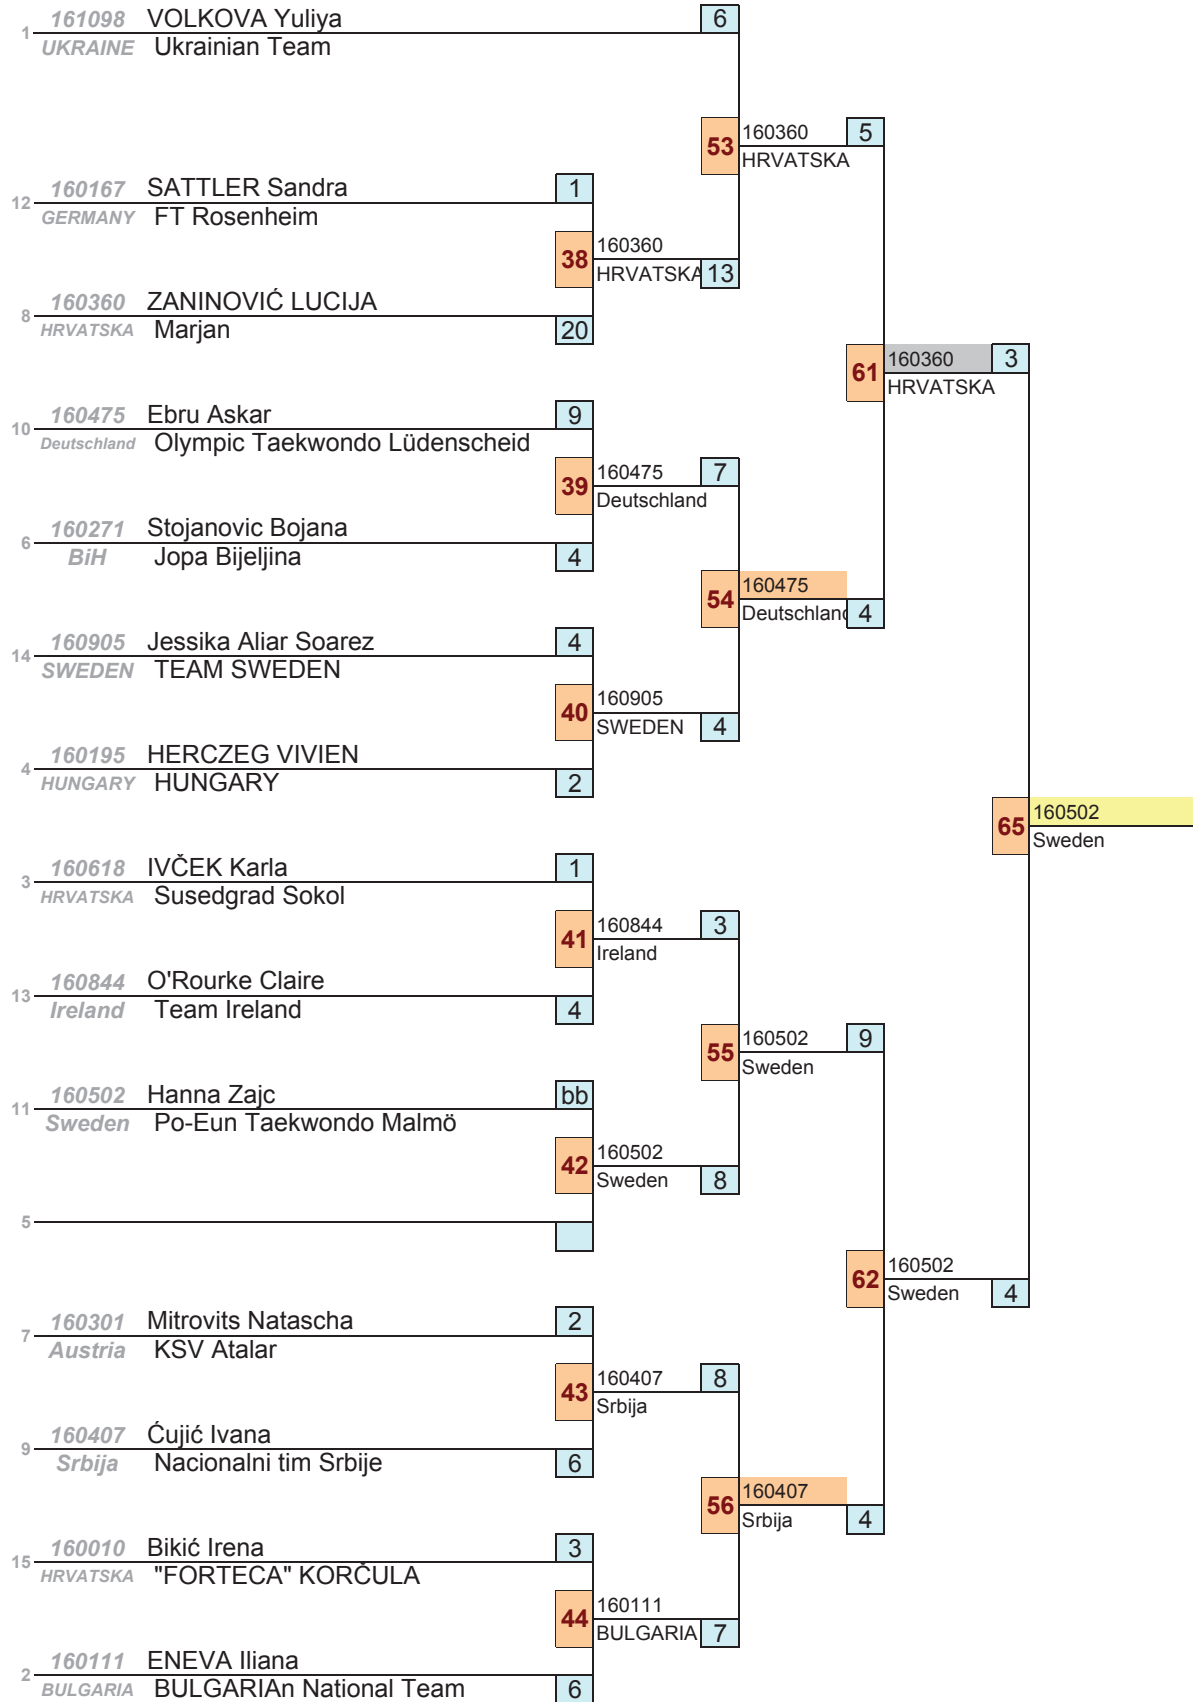 161098 VOLKOVA Yuliya 6
1
UKRAINE Ukrainian Team
53 160360 5
HRVATSKA
160167 SATTLER Sandra 1
12
GERMANY FT Rosenheim
38 160360
HRVATSKA 13
160360 ZANINOVIĆ LUCIJA
8
HRVATSKA Marjan 20
61 160360 3
HRVATSKA
160475 Ebru Askar 9
10
Deutschland Olympic Taekwondo Lüdenscheid
39 160475 7
Deutschland
160271 Stojanovic Bojana
6
BiH Jopa Bijeljina 4
54 160475
Deutschland 4
160905 Jessika Aliar Soarez 4
14
SWEDEN TEAM SWEDEN
40 160905
SWEDEN 4
160195 HERCZEG VIVIEN
4
HUNGARY HUNGARY 2
65 160502
Sweden
160618 IVČEK Karla 1
3
HRVATSKA Susedgrad Sokol
41 160844 3
Ireland
160844 O'Rourke Claire
13
Ireland Team Ireland 4
55 160502 9
Sweden
160502 Hanna Zajc bb
11
Sweden Po-Eun Taekwondo Malmö
42 160502
Sweden 8
5
62 160502
Sweden 4
160301 Mitrovits Natascha 2
7
Austria KSV Atalar
43 160407 8
Srbija
160407 Ćujić Ivana
9
Srbija Nacionalni tim Srbije 6
56 160407
Srbija 4
160010 Bikić Irena 3
15
HRVATSKA "FORTECA" KORČULA
44 160111
BULGARIA 7
160111 ENEVA Iliana
2
BULGARIA BULGARIAn National Team 6